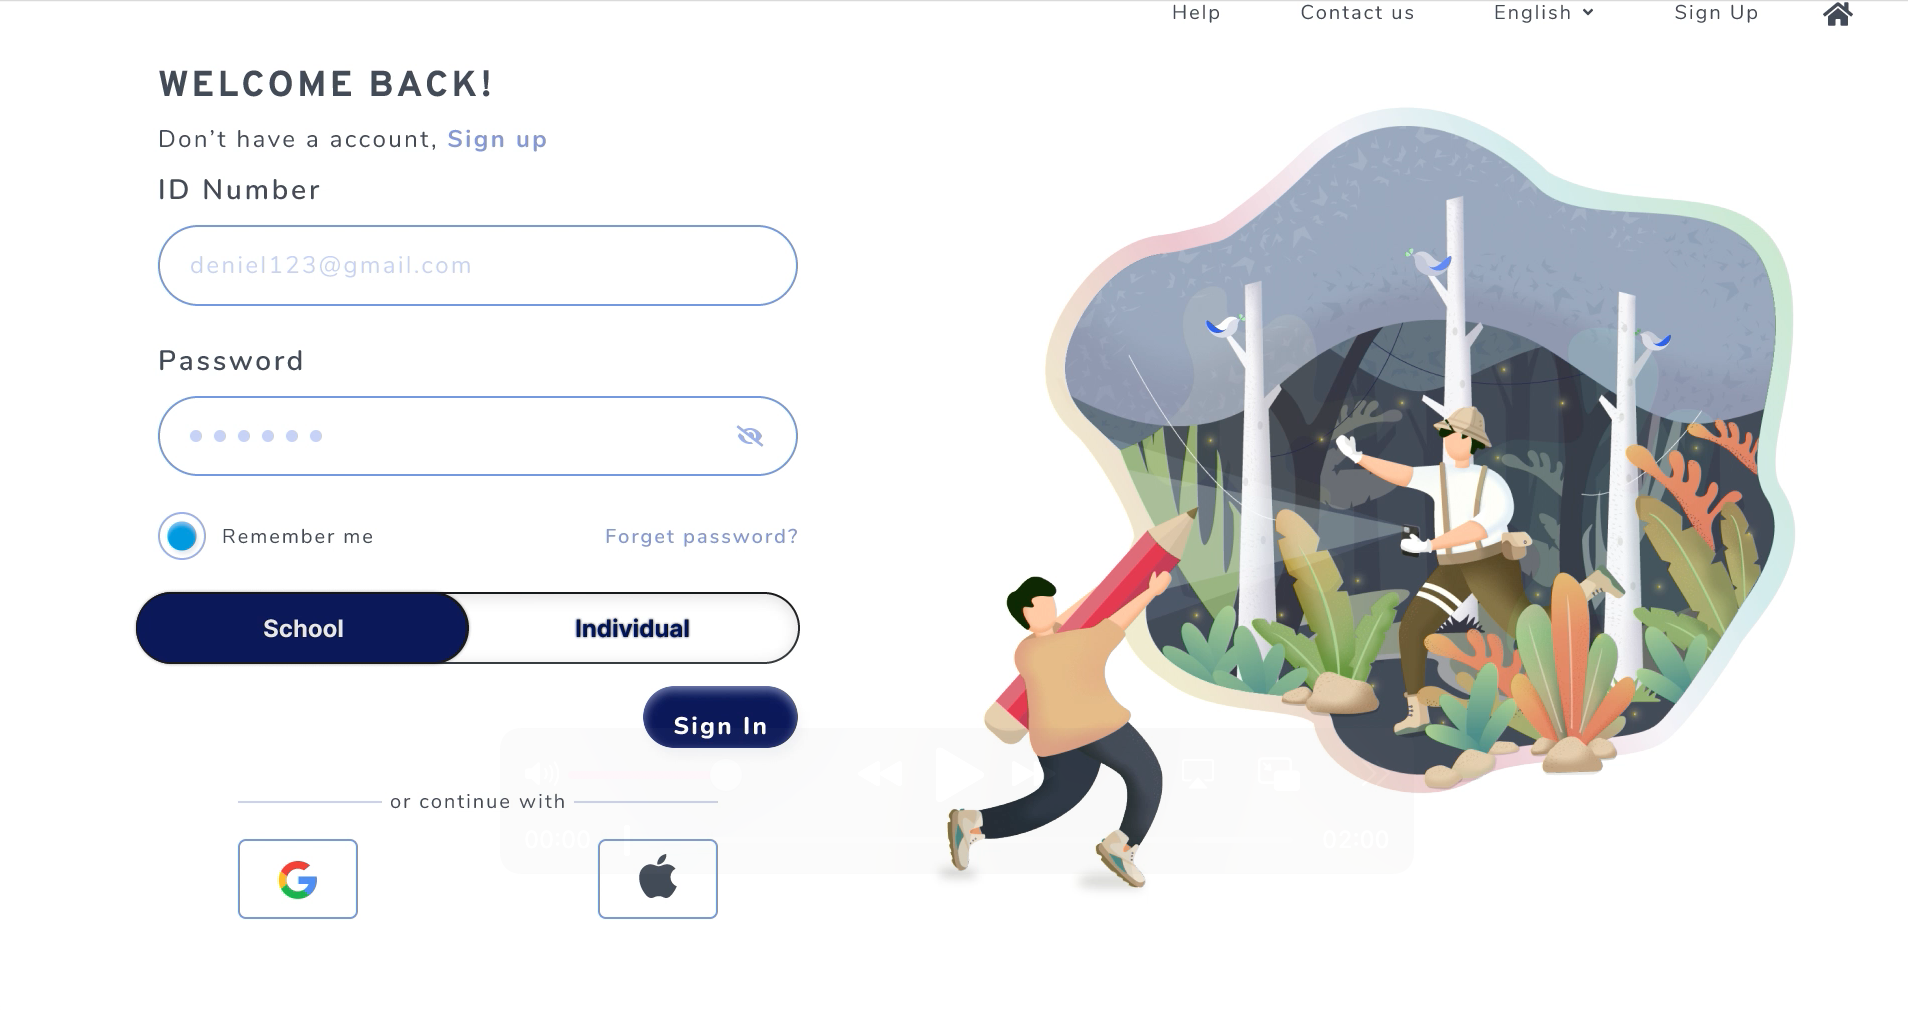 Help Contact us English Sign Up
WELCOME BACK!
Don’t have a account, Sign up
ID Number
deniel123@gmail.com
Password
Remember me Forget password?
School Individual
Sign In
or continue with
00:00 02:00